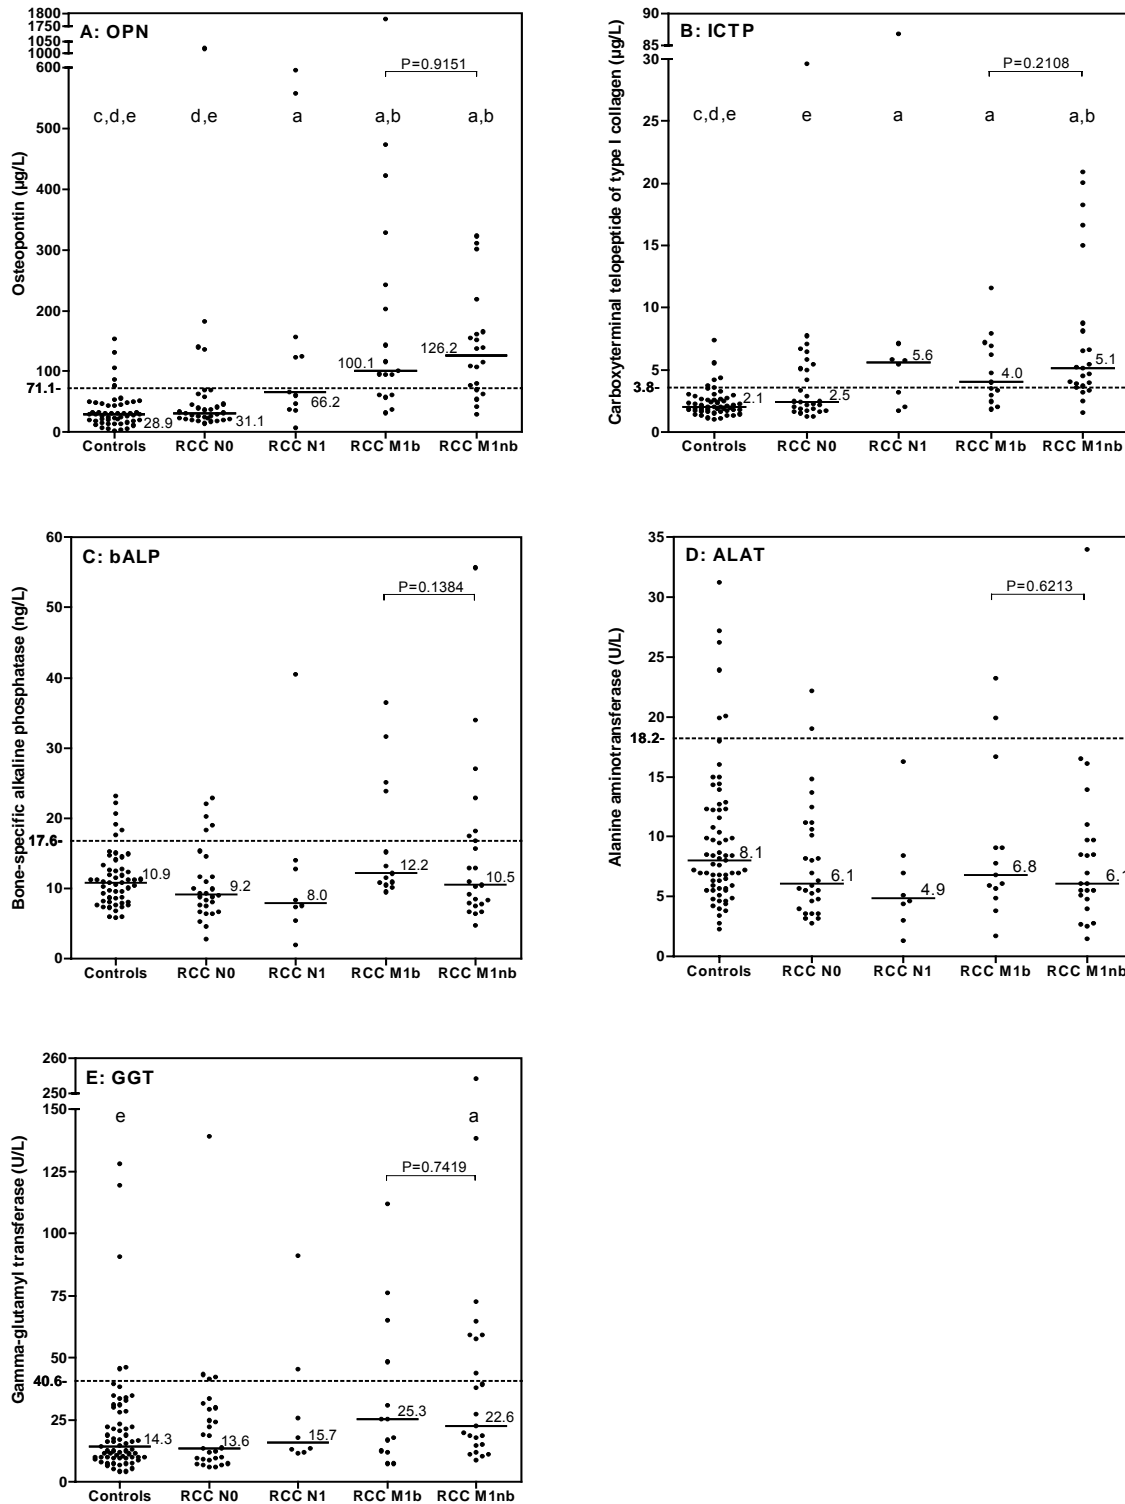 A: OPN
Osteopontin (µg/L)
1800
1750
1050
1000
600
500
400
300
200
100
71.1-
0
P=0.9151
c,d,e d,e a a,b a,b
28.9 31.1 66.2 100.1 126.2
Controls RCC N0 RCC N1 RCC M1b RCC M1nb
B: ICTP
Carboxyterminal telopeptide of type I collagen (µg/L)
90
85
30
25
20
15
10
5
3.8-
0
P=0.2108
c,d,e e a a a,b
2.1 2.5 5.6 4.0 5.1
Controls RCC N0 RCC N1 RCC M1b RCC M1nb
C: bALP
Bone-specific alkaline phosphatase (ng/L)
60
50
40
30
20
17.6-
10
0
P=0.1384
10.9 9.2 8.0 12.2 10.5
Controls RCC N0 RCC N1 RCC M1b RCC M1nb
D: ALAT
Alanine aminotransferase (U/L)
35
30
25
20
18.2-
15
10
5
0
P=0.6213
8.1 6.1 4.9 6.8 6.1
Controls RCC N0 RCC N1 RCC M1b RCC M1nb
E: GGT
Gamma-glutamyl transferase (U/L)
260
250
150
125
100
75
50
40.6-
25
0
e a
P=0.7419
14.3 13.6 15.7 25.3 22.6
Controls RCC N0 RCC N1 RCC M1b RCC M1nb